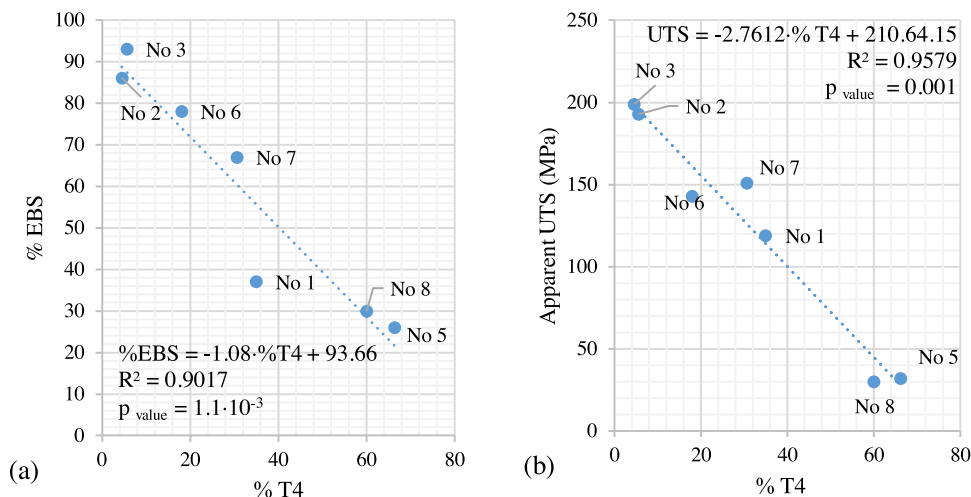 100
90
80
70
60
50
40
30
20
10
0
% EBS
No 3
No 2
No 6
No 7
No 1
No 8
No 5
%EBS = -1.08·%T4 + 93.66
R² = 0.9017
p value = 1.1·10⁻³
0 20 40 60 80
% T4
(a)
250
200
150
100
50
0
Apparent UTS (MPa)
UTS = -2.7612·% T4 + 210.64.15
R² = 0.9579
p value = 0.001
No 3
No 2
No 7
No 6
No 1
No 5
No 8
0 20 40 60 80
% T4
(b)